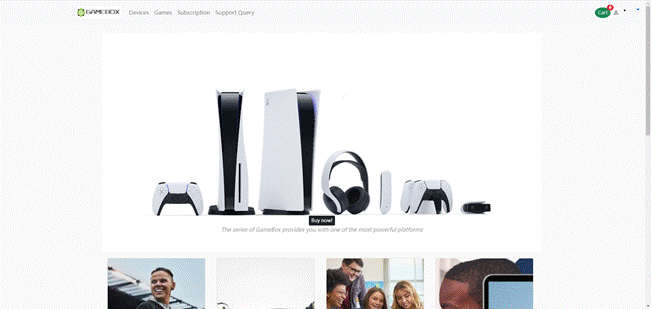 GAMEBOX
Devices Games Subscription Support Query
Cart
Buy now!
The series of GameBox provides you with one of the most powerful platforms